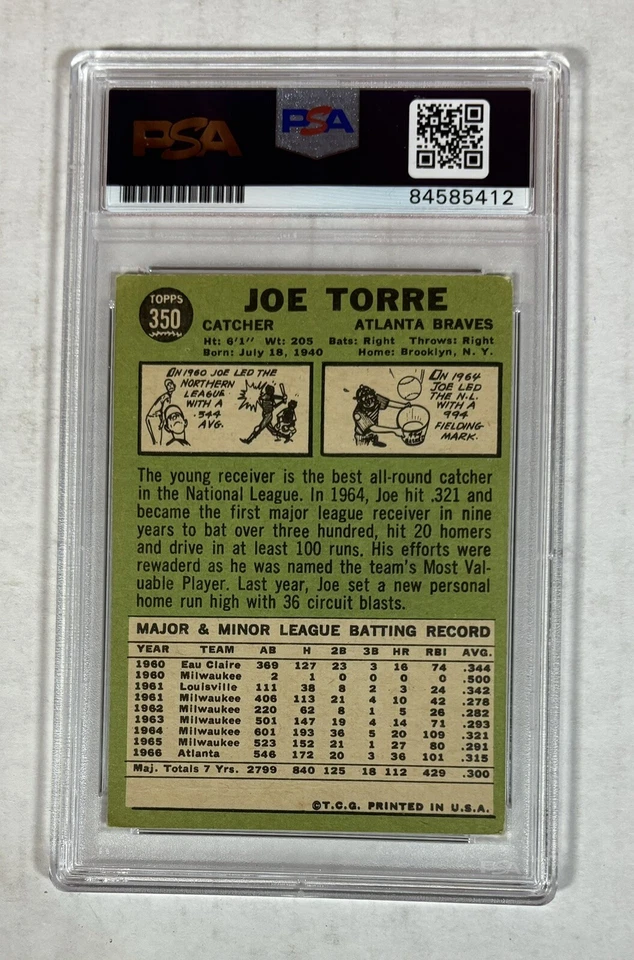 PSA
PSA
84585412
TOPPS
350
JOE TORRE
CATCHER ATLANTA BRAVES
Ht: 6'1" Wt: 205 Bats: Right Throws: Right
Born: July 18, 1940 Home: Brooklyn, N. Y.
IN 1960 JOE LED THE
NORTHERN
LEAGUE
WITH A
.344
AVG.
IN 1964
JOE LED
THE N.L.
WITH A
.994
FIELDING
MARK.
The young receiver is the best all-round catcher
in the National League. In 1964, Joe hit .321 and
became the first major league receiver in nine
years to bat over three hundred, hit 20 homers
and drive in at least 100 runs. His efforts were
rewaderd as he was named the team's Most Val-
uable Player. Last year, Joe set a new personal
home run high with 36 circuit blasts.
MAJOR & MINOR LEAGUE BATTING RECORD
YEAR TEAM AB H 2B 3B HR RBI AVG.
1960 Eau Claire 369 127 23 3 16 74 .344
1960 Milwaukee 2 1 0 0 0 0 .500
1961 Louisville 111 38 8 2 3 24 .342
1961 Milwaukee 406 113 21 4 10 42 .278
1962 Milwaukee 220 62 8 1 5 26 .282
1963 Milwaukee 501 147 19 4 14 71 .293
1964 Milwaukee 601 193 36 5 20 109 .321
1965 Milwaukee 523 152 21 1 27 80 .291
1966 Atlanta 546 172 20 3 36 101 .315
Maj. Totals 7 Yrs. 2799 840 125 18 112 429 .300
©T.C.G. PRINTED IN U.S.A.